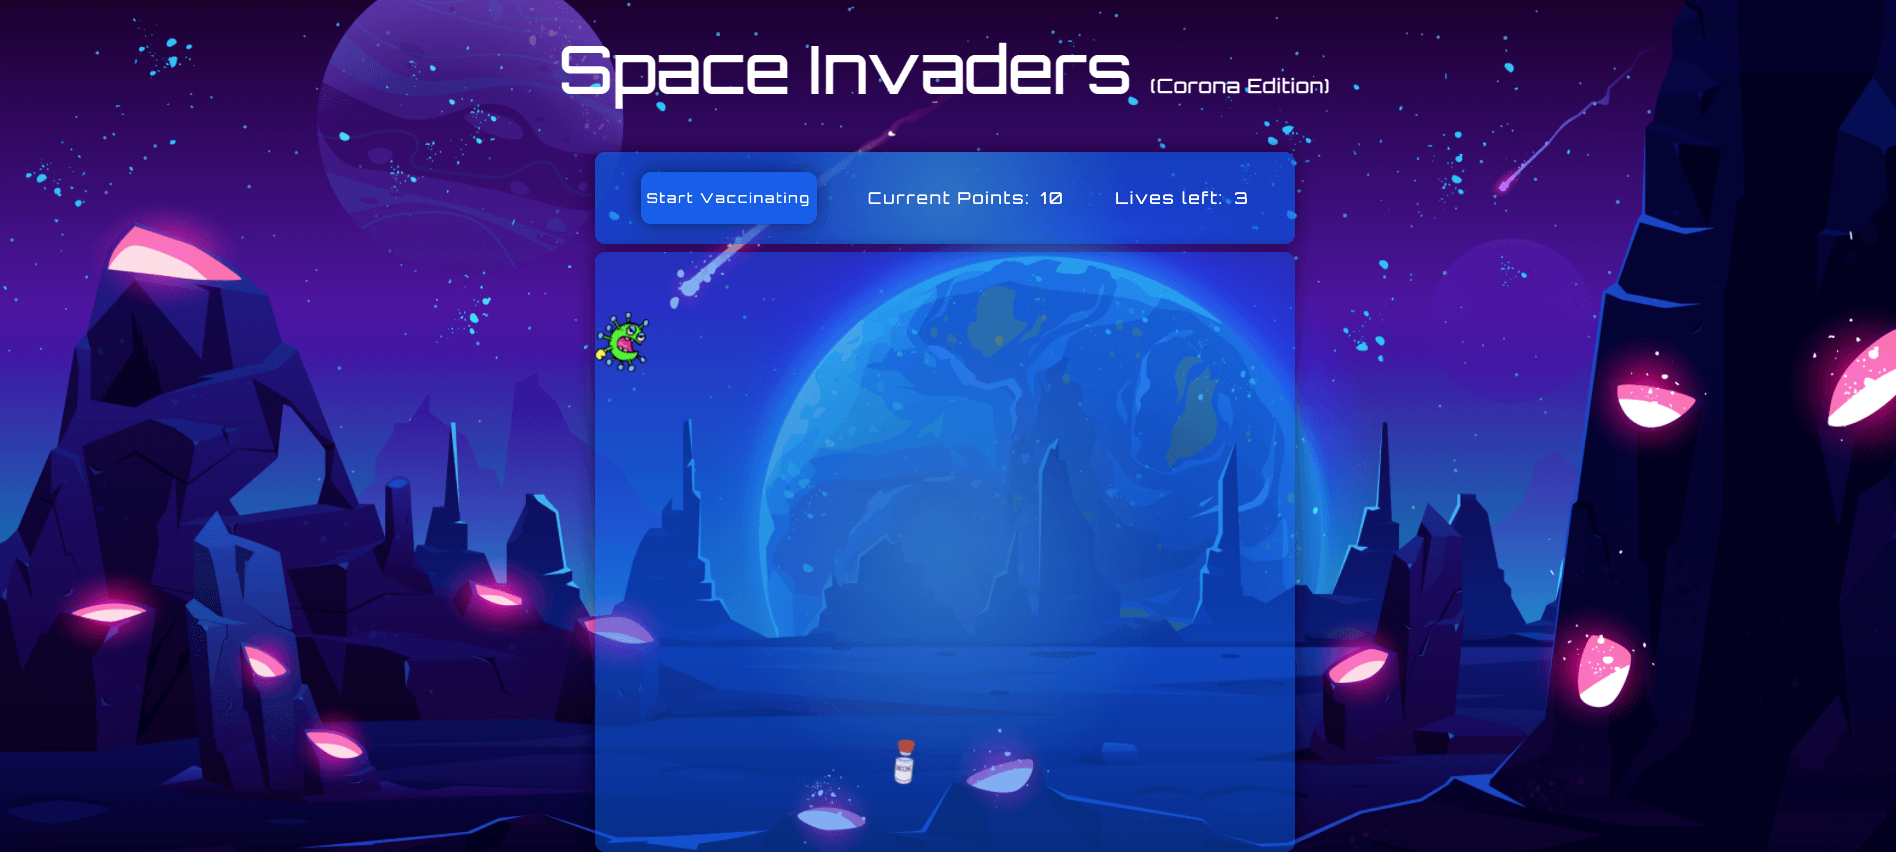 Space Invaders (Corona Edition)
Start Vaccinating
Current Points: 10
Lives left: 3